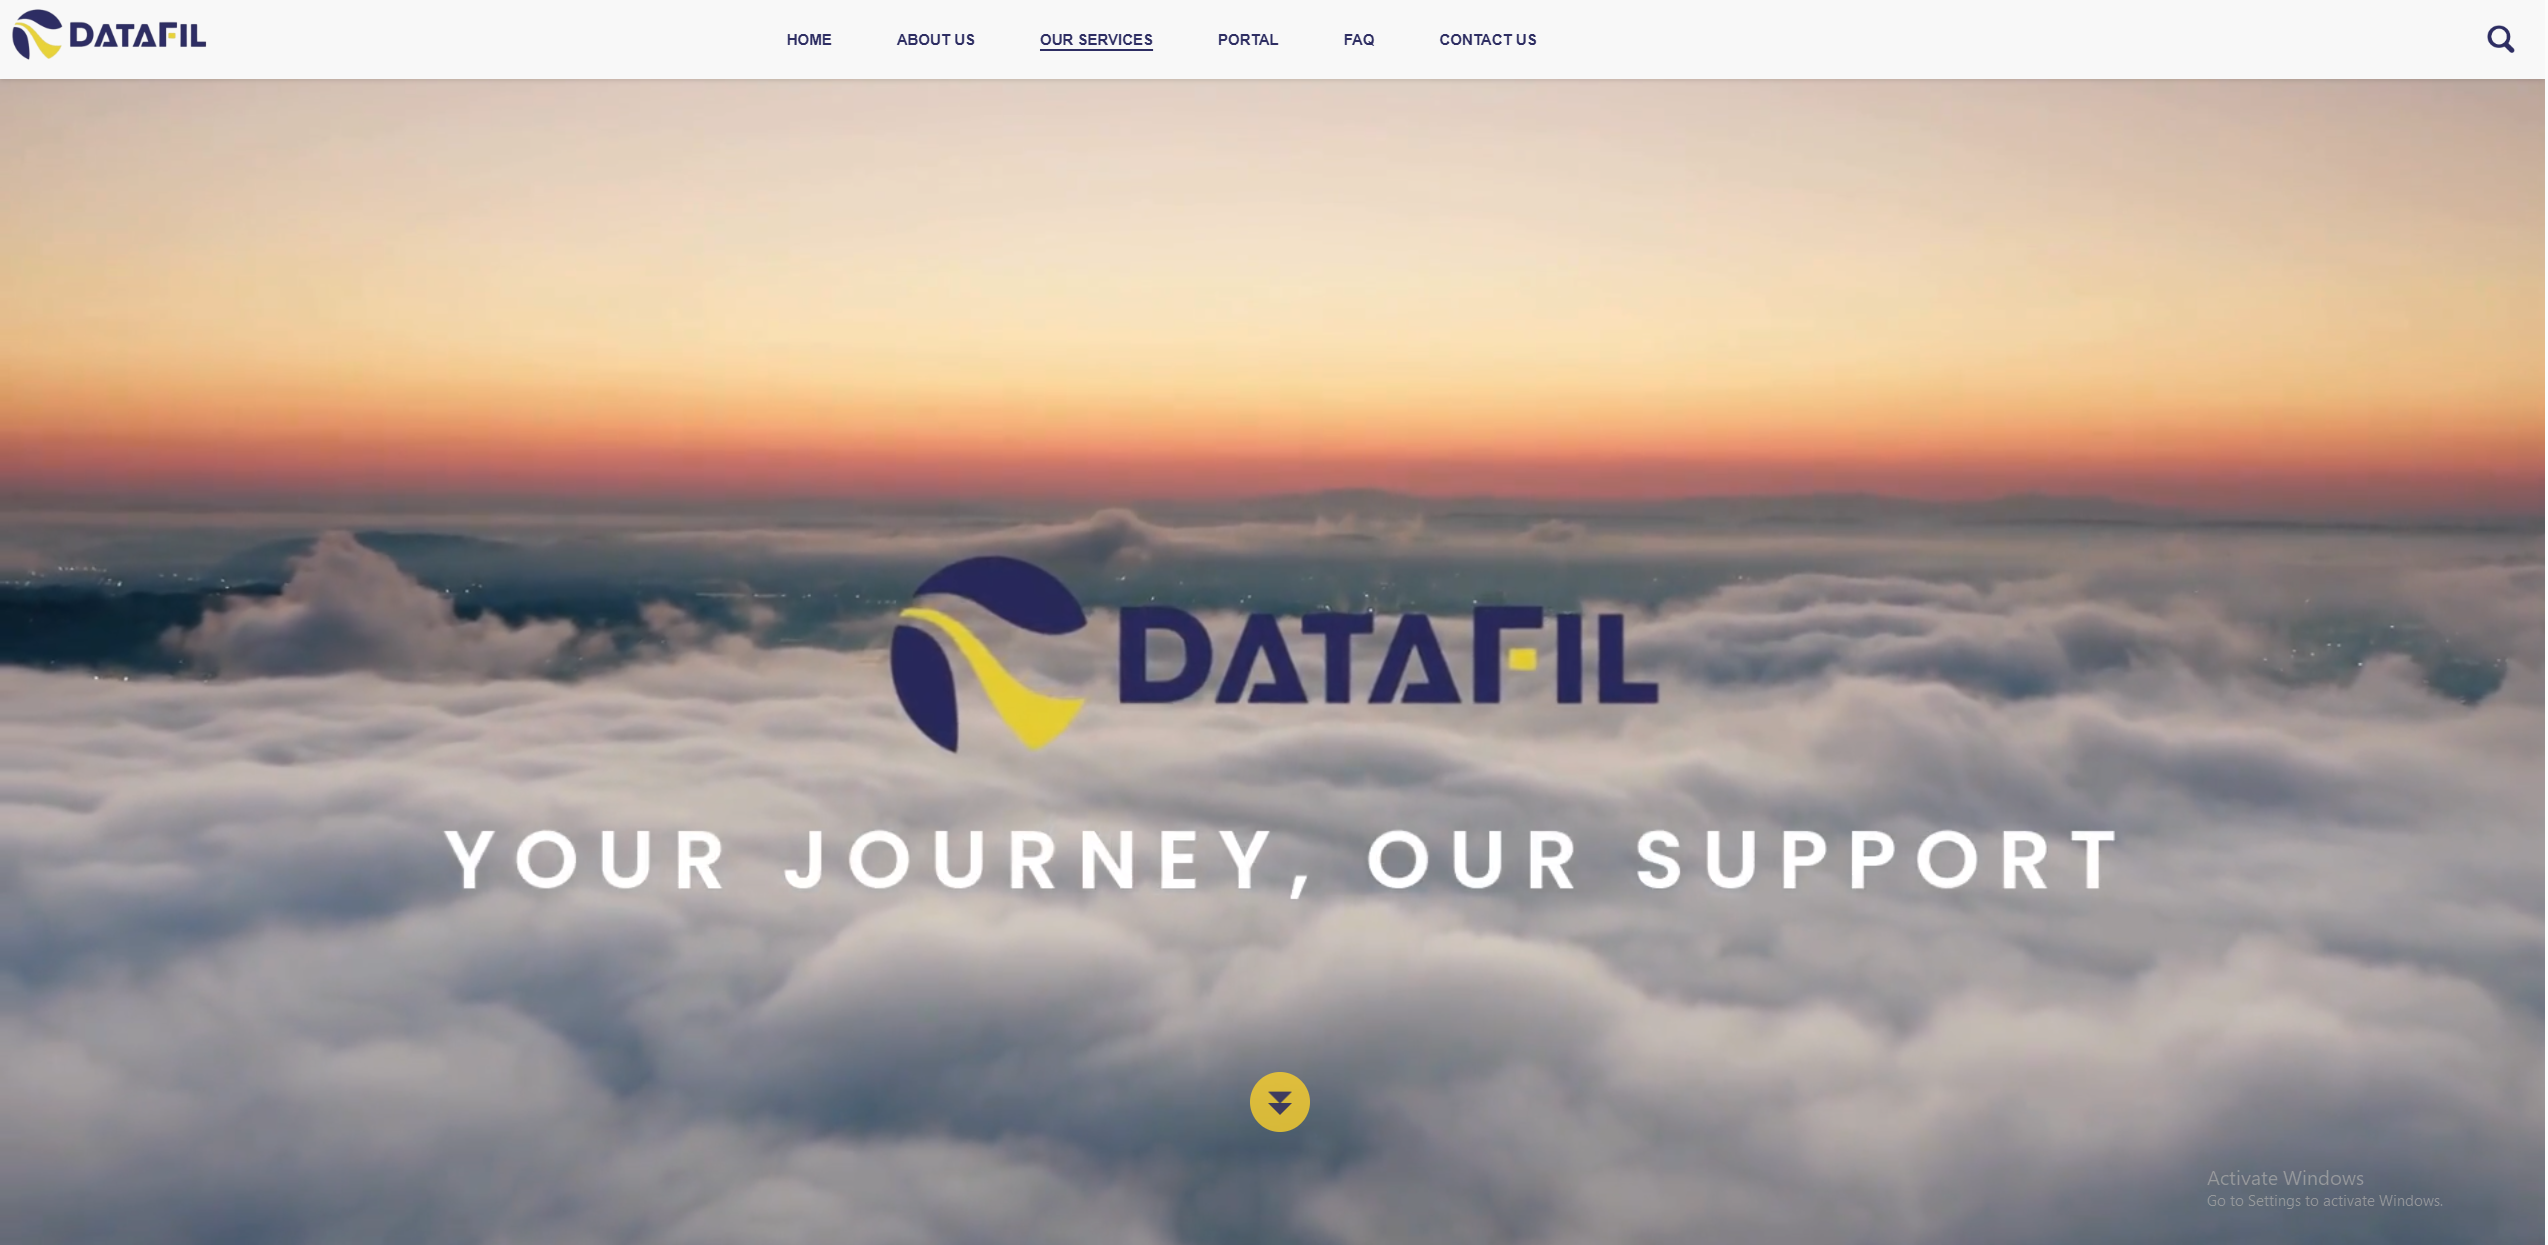 DATAFIL
HOME
ABOUT US
OUR SERVICES
PORTAL
FAQ
CONTACT US
DATAFIL
YOUR JOURNEY, OUR SUPPORT
Activate Windows
Go to Settings to activate Windows.